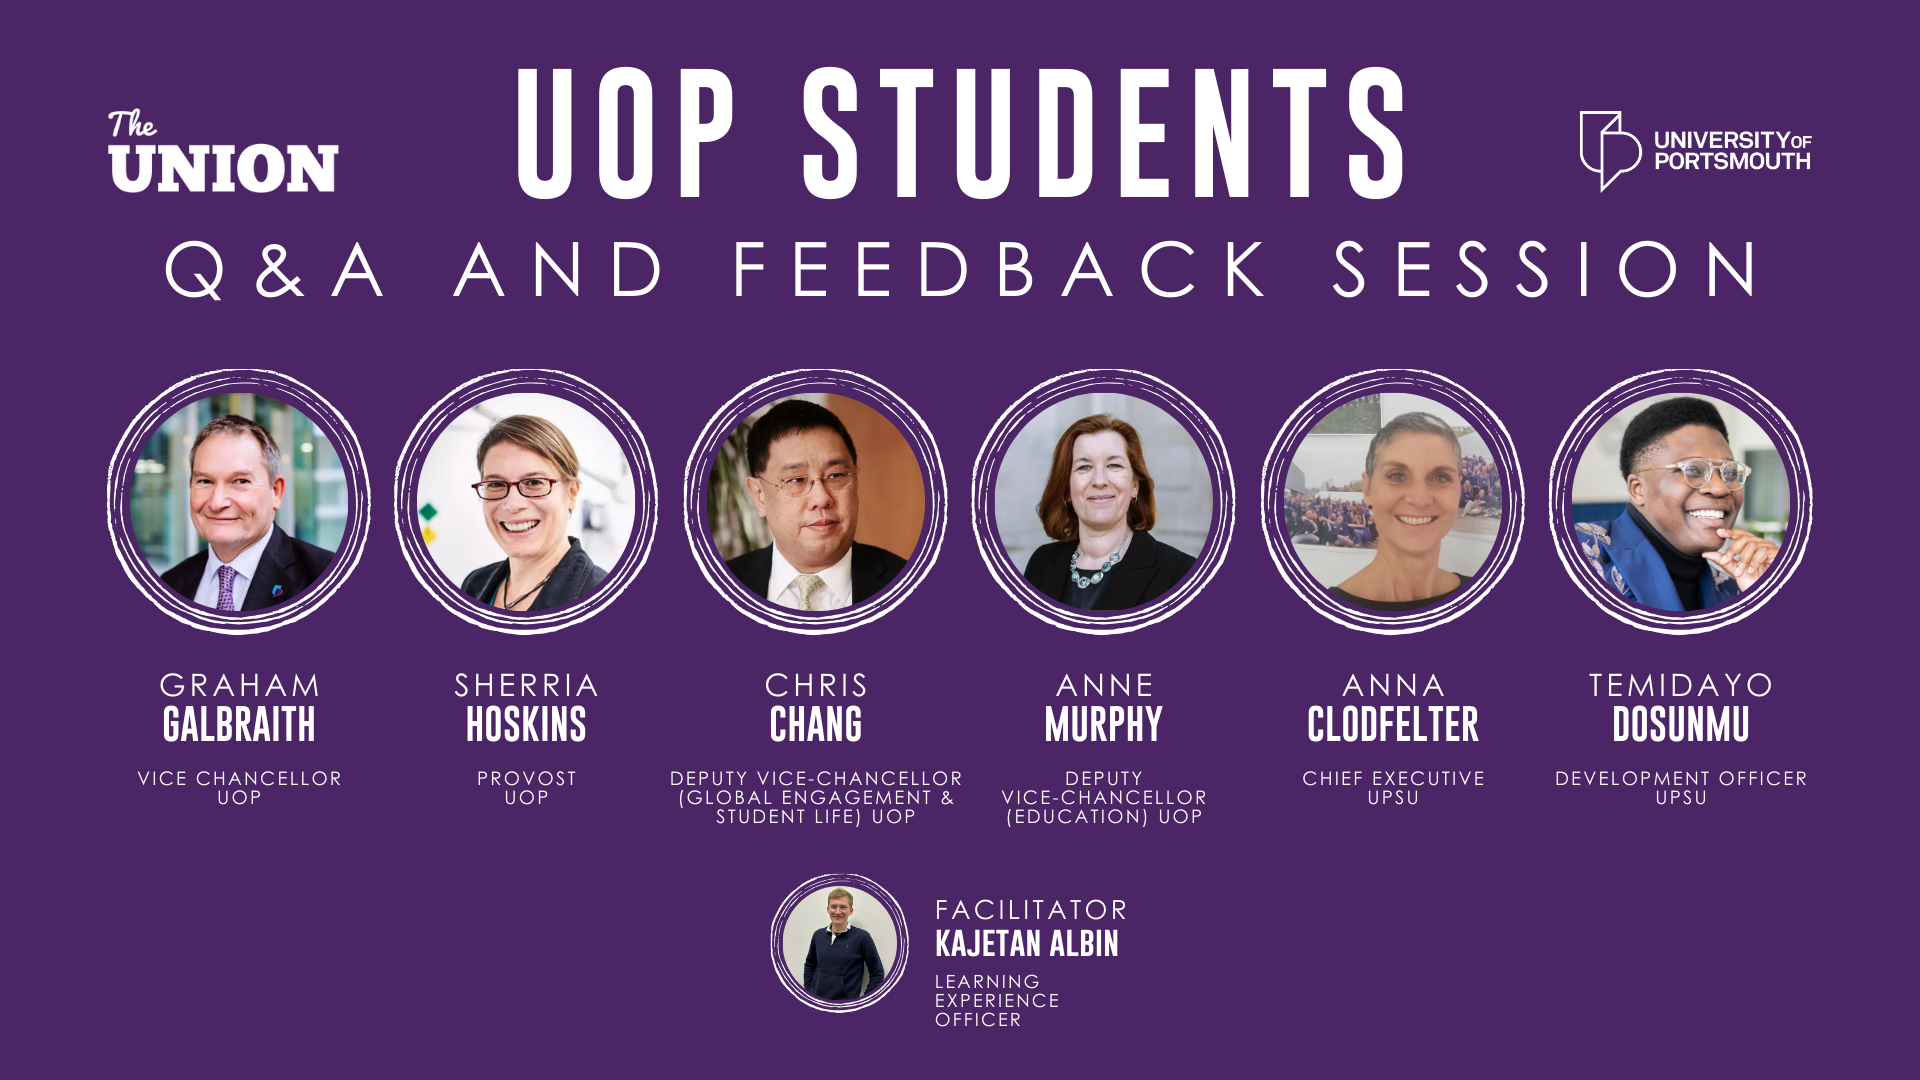 The
UNION
UOP STUDENTS
UNIVERSITY OF
PORTSMOUTH
Q&A AND FEEDBACK SESSION
GRAHAM
GALBRAITH
VICE CHANCELLOR
UOP
SHERRIA
HOSKINS
PROVOST
UOP
CHRIS
CHANG
DEPUTY VICE-CHANCELLOR
(GLOBAL ENGAGEMENT &
STUDENT LIFE) UOP
ANNE
MURPHY
DEPUTY
VICE-CHANCELLOR
(EDUCATION) UOP
ANNA
CLODFELTER
CHIEF EXECUTIVE
UPSU
TEMIDAYO
DOSUNMU
DEVELOPMENT OFFICER
UPSU
FACILITATOR
KAJETAN ALBIN
LEARNING
EXPERIENCE
OFFICER